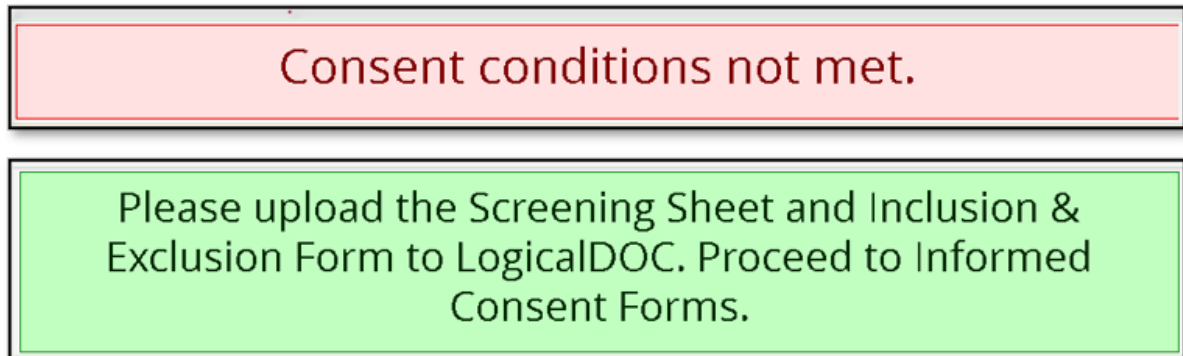 Consent conditions not met.
Please upload the Screening Sheet and Inclusion &
Exclusion Form to LogicalDOC. Proceed to Informed
Consent Forms.